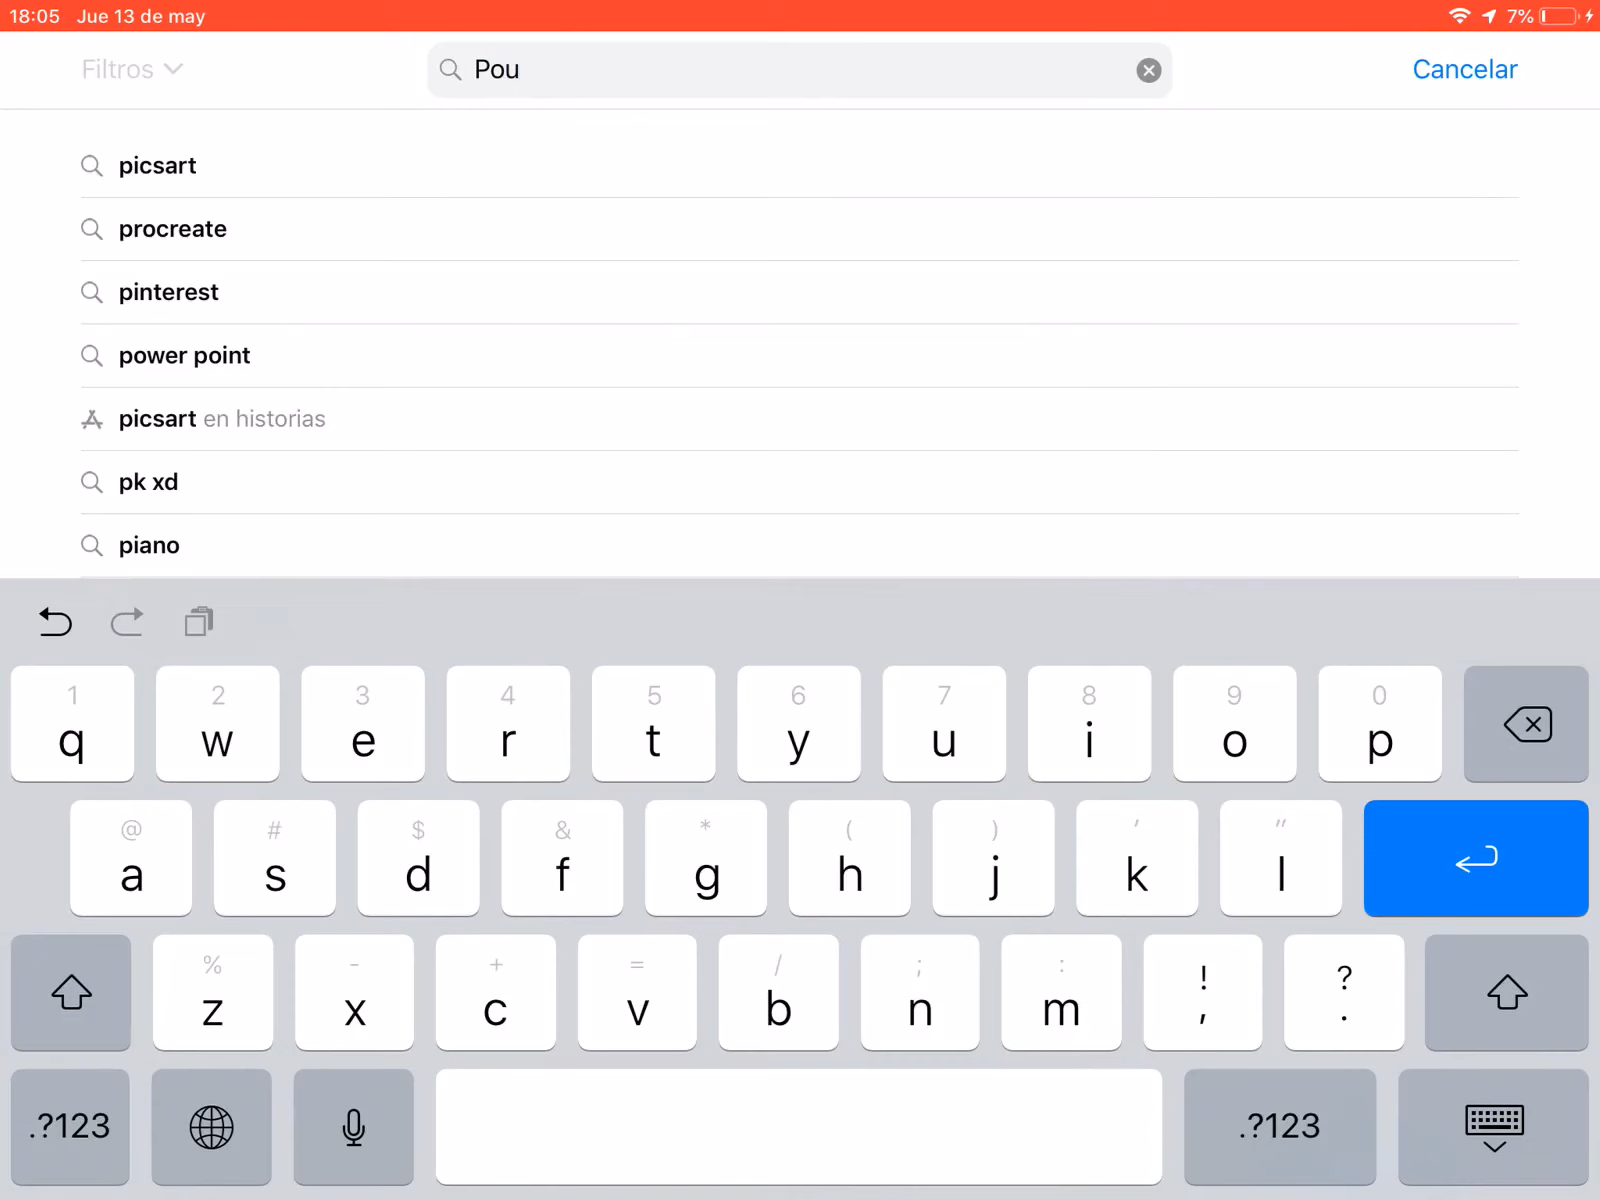 18:05 Jue 13 de may 7%
Filtros Pou Cancelar
picsart
procreate
pinterest
power point
picsart en historias
pk xd
piano
1 2 3 4 5 6 7 8 9 0
q w e r t y u i o p
@ # $ & * ( ) ' "
a s d f g h j k l
% - + = / ; : ! ?
z x c v b n m , .
.?123 .?123